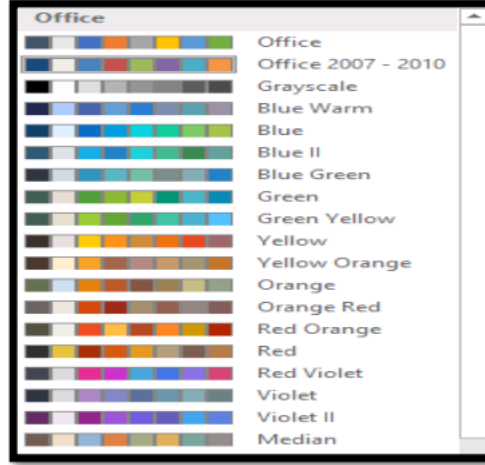 Office
Office
Office 2007 - 2010
Grayscale
Blue Warm
Blue
Blue II
Blue Green
Green
Green Yellow
Yellow
Yellow Orange
Orange
Orange Red
Red Orange
Red
Red Violet
Violet
Violet II
Median